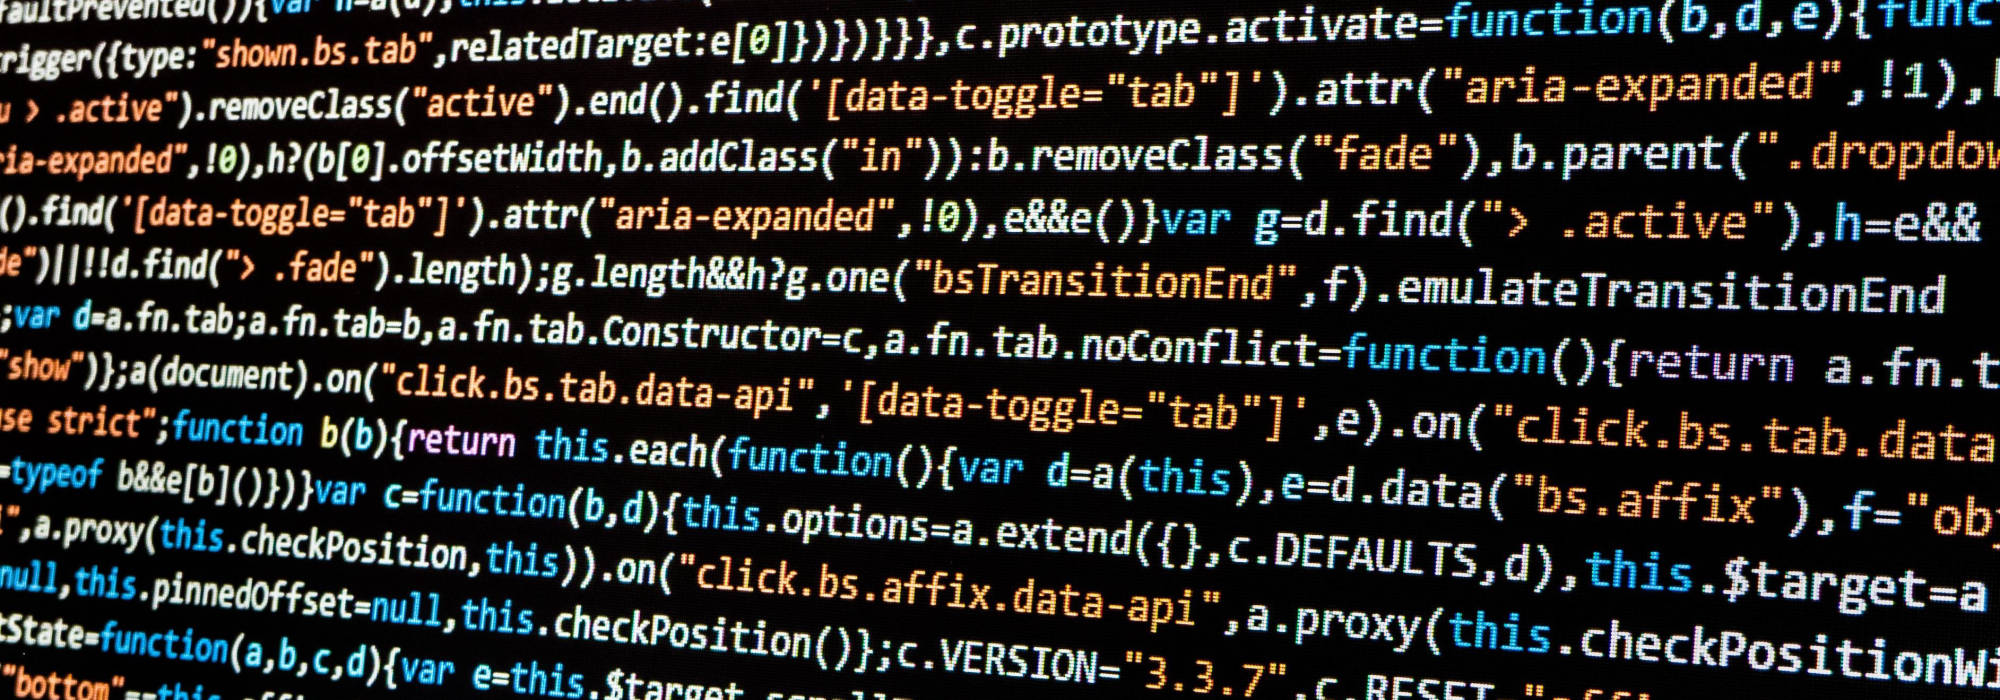 faultPrevented()){var h=a(d),this
rigger({type:"shown.bs.tab",relatedTarget:e[0]})})}}},c.prototype.activate=function(b,d,e){func
u > .active").removeClass("active").end().find('[data-toggle="tab"]').attr("aria-expanded",!1),
ia-expanded",!0),h?(b[0].offsetWidth,b.addClass("in")):b.removeClass("fade"),b.parent(".dropdow
().find('[data-toggle="tab"]').attr("aria-expanded",!0),e&&e()}var g=d.find("> .active"),h=e&&
de")||!!d.find("> .fade").length);g.length&&h?g.one("bsTransitionEnd",f).emulateTransitionEnd
;var d=a.fn.tab;a.fn.tab=b,a.fn.tab.Constructor=c,a.fn.tab.noConflict=function(){return a.fn.t
"show")};a(document).on("click.bs.tab.data-api",'[data-toggle="tab"]',e).on("click.bs.tab.data
se strict";function b(b){return this.each(function(){var d=a(this),e=d.data("bs.affix"),f="obj
=typeof b&&e[b]()})}var c=function(b,d){this.options=a.extend({},c.DEFAULTS,d),this.$target=a
",a.proxy(this.checkPosition,this)).on("click.bs.affix.data-api",a.proxy(this.checkPositionWi
null,this.pinnedOffset=null,this.checkPosition()};c.VERSION="3.3.7",c.RESET="affi
tState=function(a,b,c,d){var e=this.$target.scroll
"bottom"==this